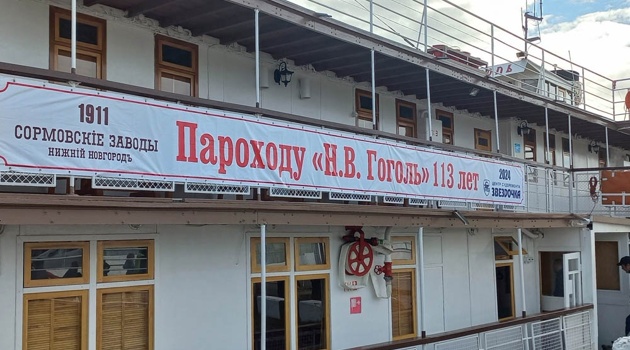 1911
СОРМОВСКІЕ ЗАВОДЫ
НИЖНІЙ НОВГОРОДЪ
Пароходу «Н.В. Гоголь» 113 лет
2024
ЗВЕЗДОЧКА